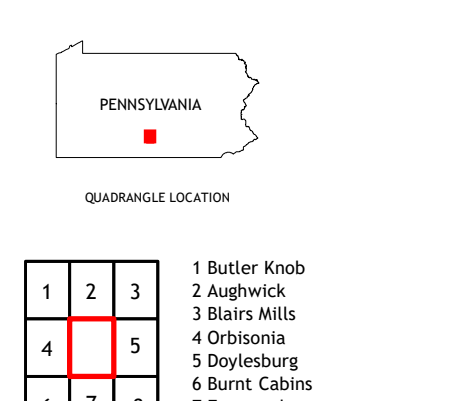 PENNSYLVANIA
QUADRANGLE LOCATION
1 2 3
4 5
1 Butler Knob
2 Aughwick
3 Blairs Mills
4 Orbisonia
5 Doylesburg
6 Burnt Cabins